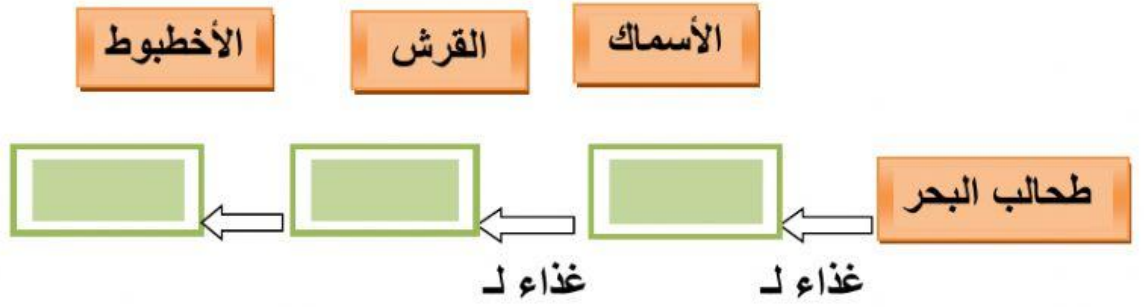 الأسماك
القرش
الأخطبوط
طحالب البحر
غذاء لـ
غذاء لـ